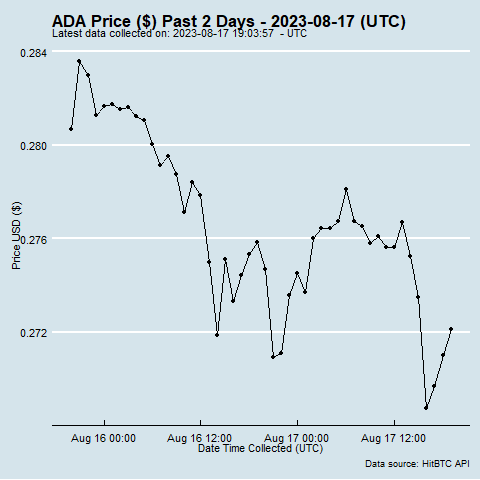 ADA Price ($) Past 2 Days - 2023-08-17 (UTC)
Latest data collected on: 2023-08-17 19:03:57 - UTC
0.284
0.280
0.276
0.272
Price USD ($)
Aug 16 00:00
Aug 16 12:00
Aug 17 00:00
Aug 17 12:00
Date Time Collected (UTC)
Data source: HitBTC API